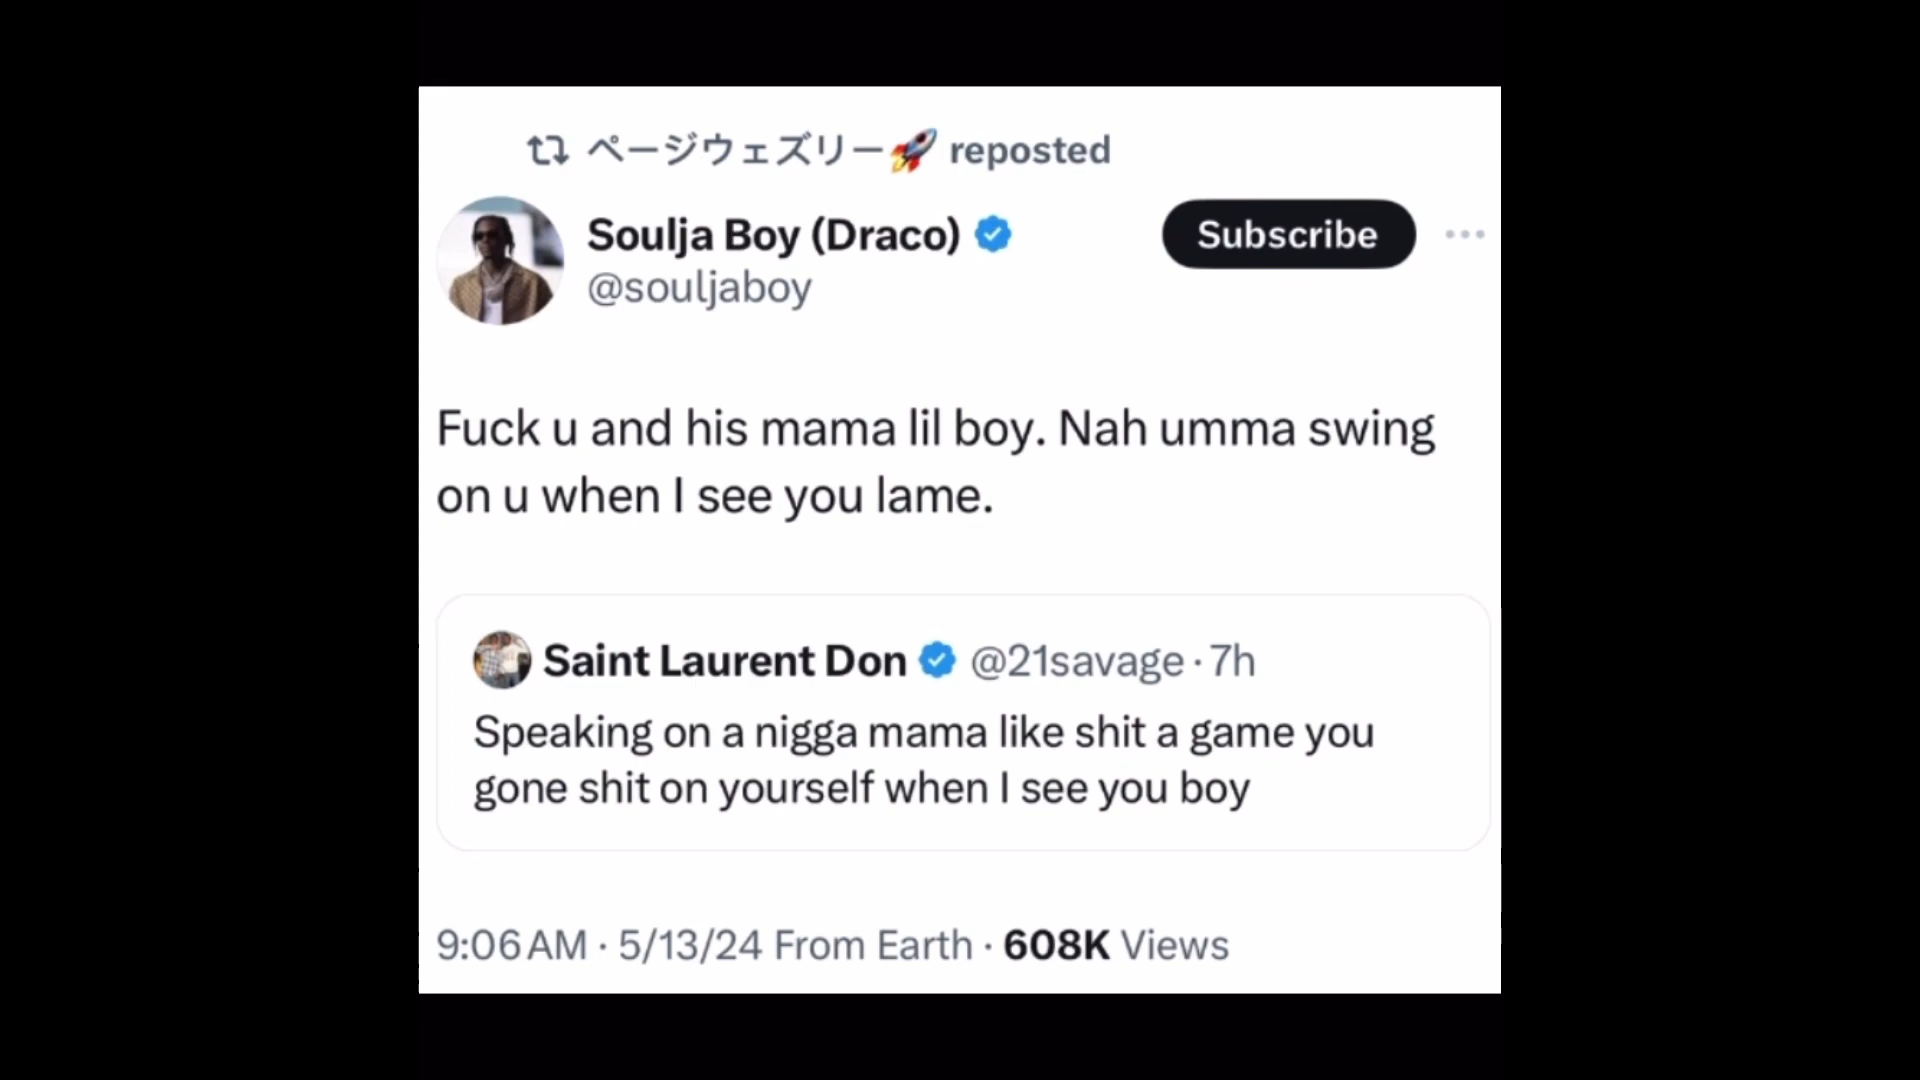 ページウェズリー🚀 reposted
Soulja Boy (Draco)
Subscribe
@souljaboy
Fuck u and his mama lil boy. Nah umma swing
on u when I see you lame.
Saint Laurent Don @21savage · 7h
Speaking on a nigga mama like shit a game you
gone shit on yourself when I see you boy
9:06 AM · 5/13/24 From Earth · 608K Views